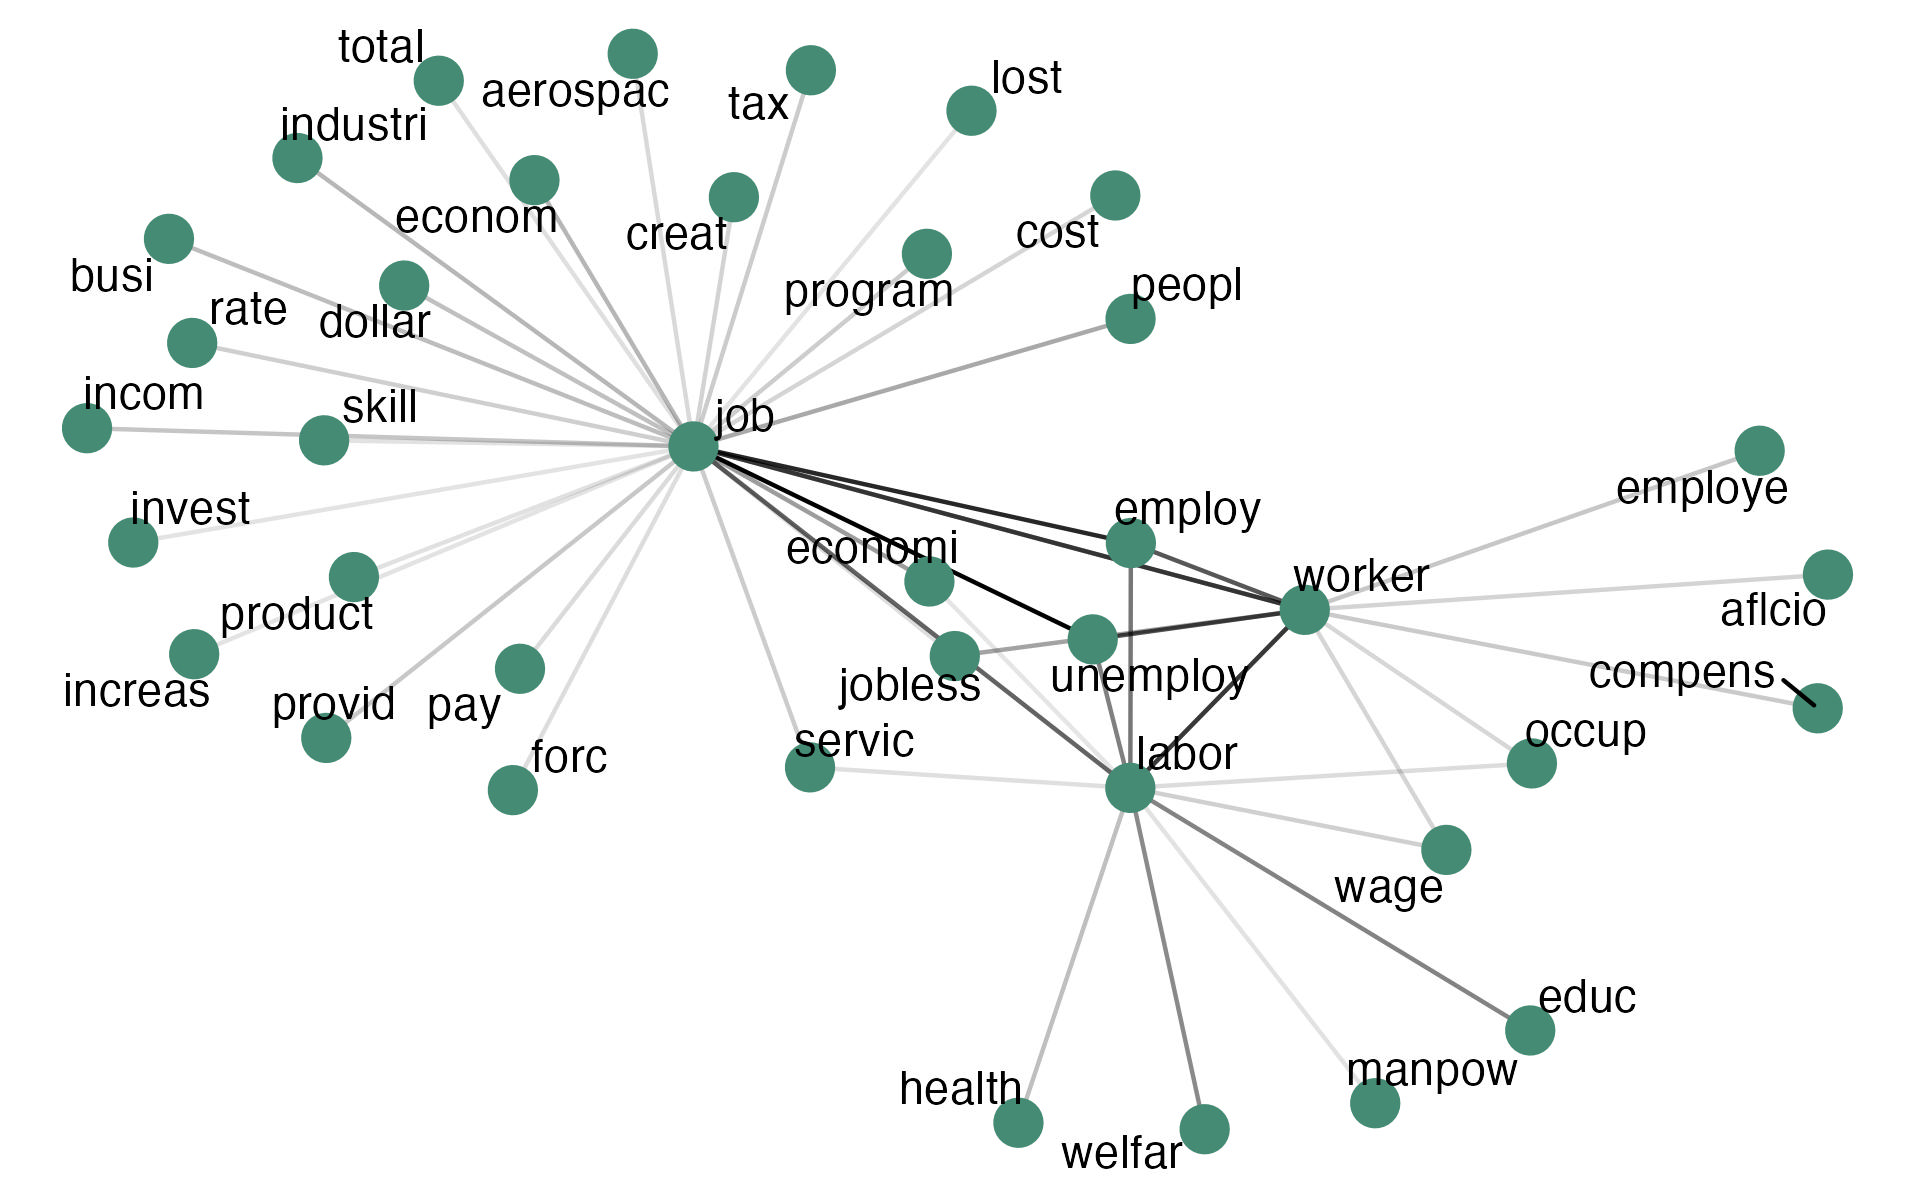 total
aerospac
tax
lost
industri
econom
creat
cost
busi
rate
dollar
program
peopl
incom
skill
job
invest
employ
employe
economi
worker
aflcio
product
increas
provid
pay
jobless
unemploy
compens
forc
servic
labor
occup
wage
educ
health
manpow
welfar